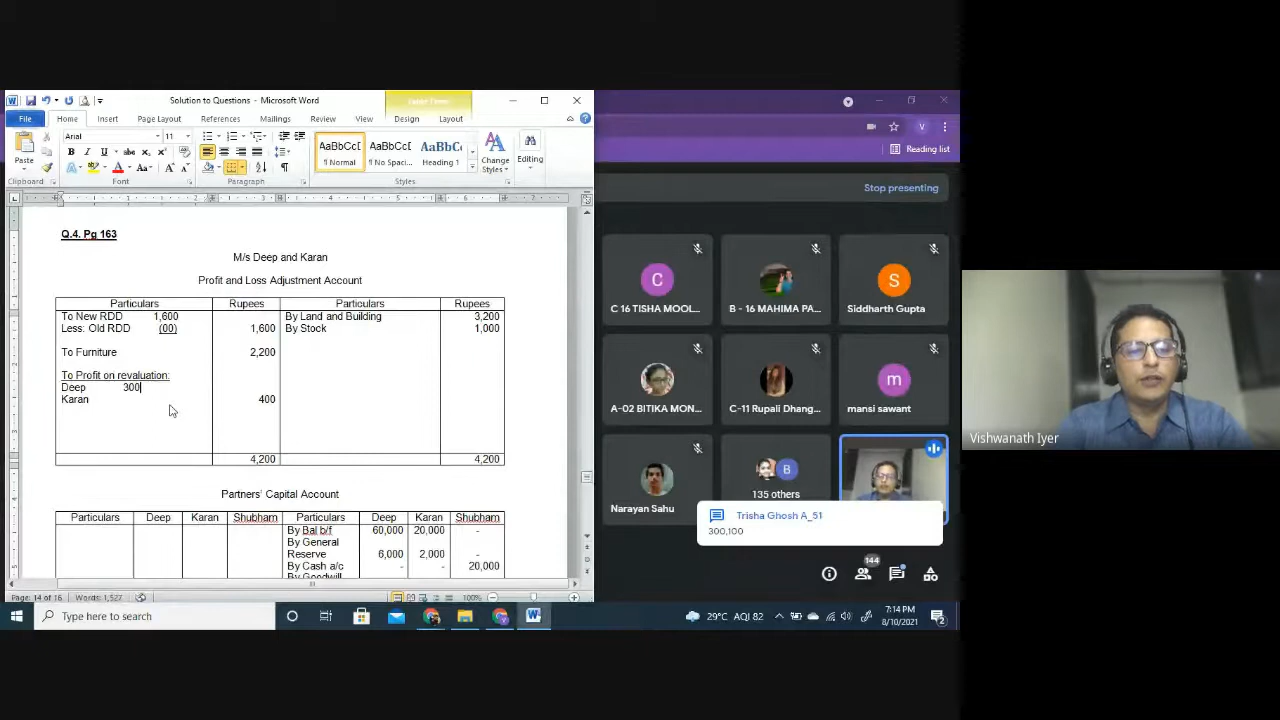 Solution to Questions - Microsoft Word
File Home Insert Page Layout References Mailings Review View Design Layout
Paste
Arial 11
AaBbCcI AaBbCcI AaBbCc
¶ Normal ¶ No Spaci... Heading 1
Change Styles
Editing
Clipboard Font Paragraph Styles
Q.4. Pg 163
M/s Deep and Karan
Profit and Loss Adjustment Account
Particulars Rupees Particulars Rupees
To New RDD 1,600 By Land and Building 3,200
Less: Old RDD (00) 1,600 By Stock 1,000
To Furniture 2,200
To Profit on revaluation:
Deep 300
Karan 400
4,200 4,200
Partners' Capital Account
Particulars Deep Karan Shubham Particulars Deep Karan Shubham
By Bal b/f 60,000 20,000 -
By General
Reserve 6,000 2,000 -
By Cash a/c - - 20,000
By Goodwill
Page: 14 of 16 Words: 1,527 100%
Reading list
Stop presenting
C 16 TISHA MOOL...
B - 16 MAHIMA PA...
Siddharth Gupta
A-02 BITIKA MON...
C-11 Rupali Dhang...
mansi sawant
Narayan Sahu
135 others
Trisha Ghosh A_51
300,100
144
Vishwanath Iyer
Type here to search
29°C AQI 82
7:14 PM
8/10/2021